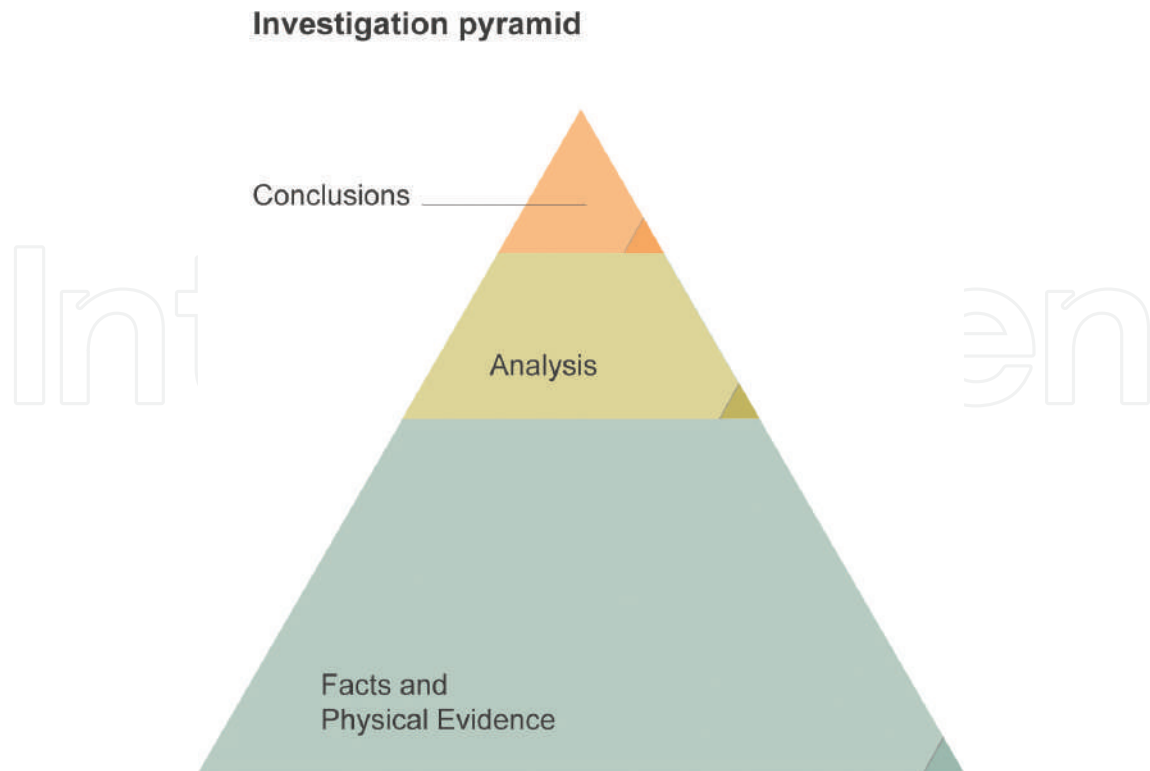 Investigation pyramid
Conclusions
Analysis
Facts and
Physical Evidence